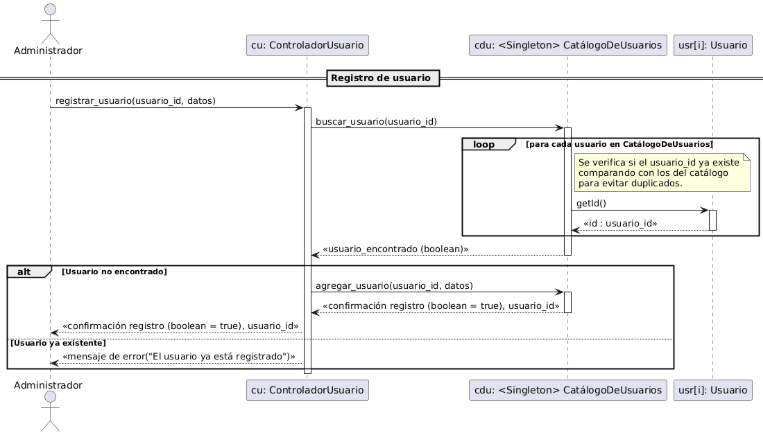 Administrador
cu: ControladorUsuario
cdu: <Singleton> CatálogoDeUsuarios
usr[i]: Usuario
Registro de usuario
registrar_usuario(usuario_id, datos)
buscar_usuario(usuario_id)
loop
[para cada usuario en CatálogoDeUsuarios]
Se verifica si el usuario_id ya existe
comparando con los del catálogo
para evitar duplicados.
getId()
«id : usuario_id»
«usuario_encontrado (boolean)»
alt
[Usuario no encontrado]
agregar_usuario(usuario_id, datos)
«confirmación registro (boolean = true), usuario_id»
«confirmación registro (boolean = true), usuario_id»
[Usuario ya existente]
«mensaje de error("El usuario ya está registrado")»
Administrador
cu: ControladorUsuario
cdu: <Singleton> CatálogoDeUsuarios
usr[i]: Usuario